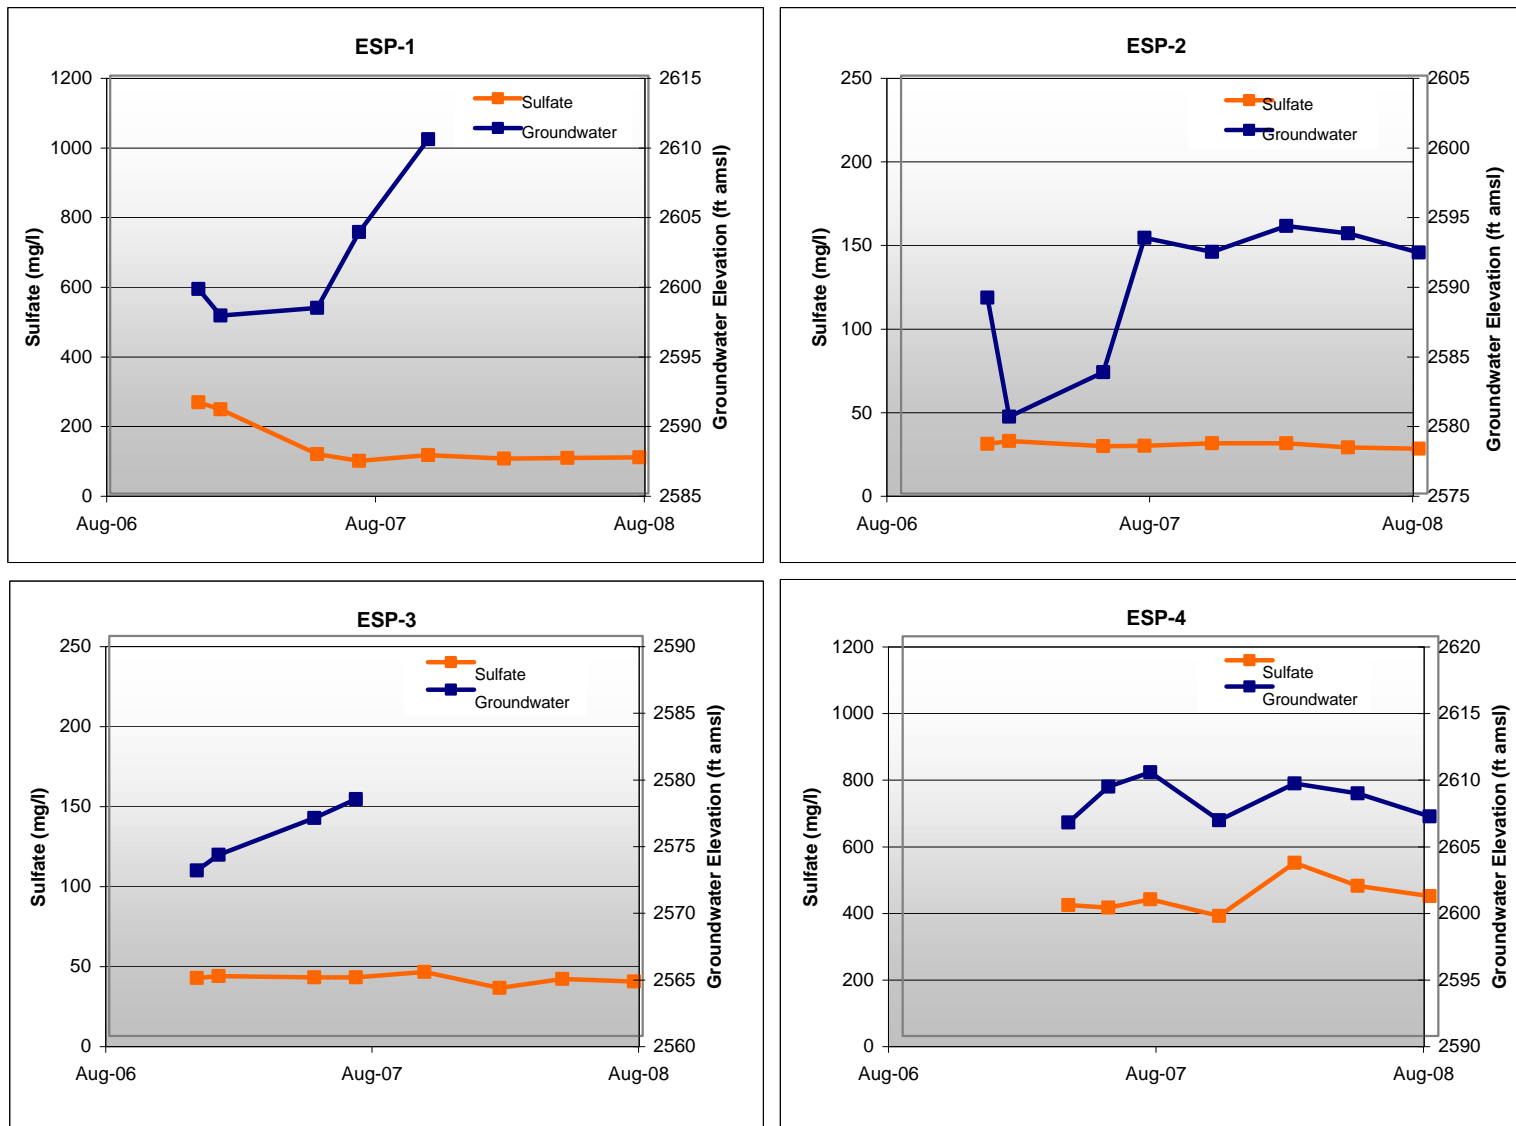 ESP-1
Sulfate
Groundwater
1200
1000
800
600
400
200
0
2615
2610
2605
2600
2595
2590
2585
Aug-06
Aug-07
Aug-08
Sulfate (mg/l)
Groundwater Elevation (ft amsl)
ESP-2
Sulfate
Groundwater
250
200
150
100
50
0
2605
2600
2595
2590
2585
2580
2575
Aug-06
Aug-07
Aug-08
Sulfate (mg/l)
Groundwater Elevation (ft amsl)
ESP-3
Sulfate
Groundwater
250
200
150
100
50
0
2590
2585
2580
2575
2570
2565
2560
Aug-06
Aug-07
Aug-08
Sulfate (mg/l)
Groundwater Elevation (ft amsl)
ESP-4
Sulfate
Groundwater
1200
1000
800
600
400
200
0
2620
2615
2610
2605
2600
2595
2590
Aug-06
Aug-07
Aug-08
Sulfate (mg/l)
Groundwater Elevation (ft amsl)